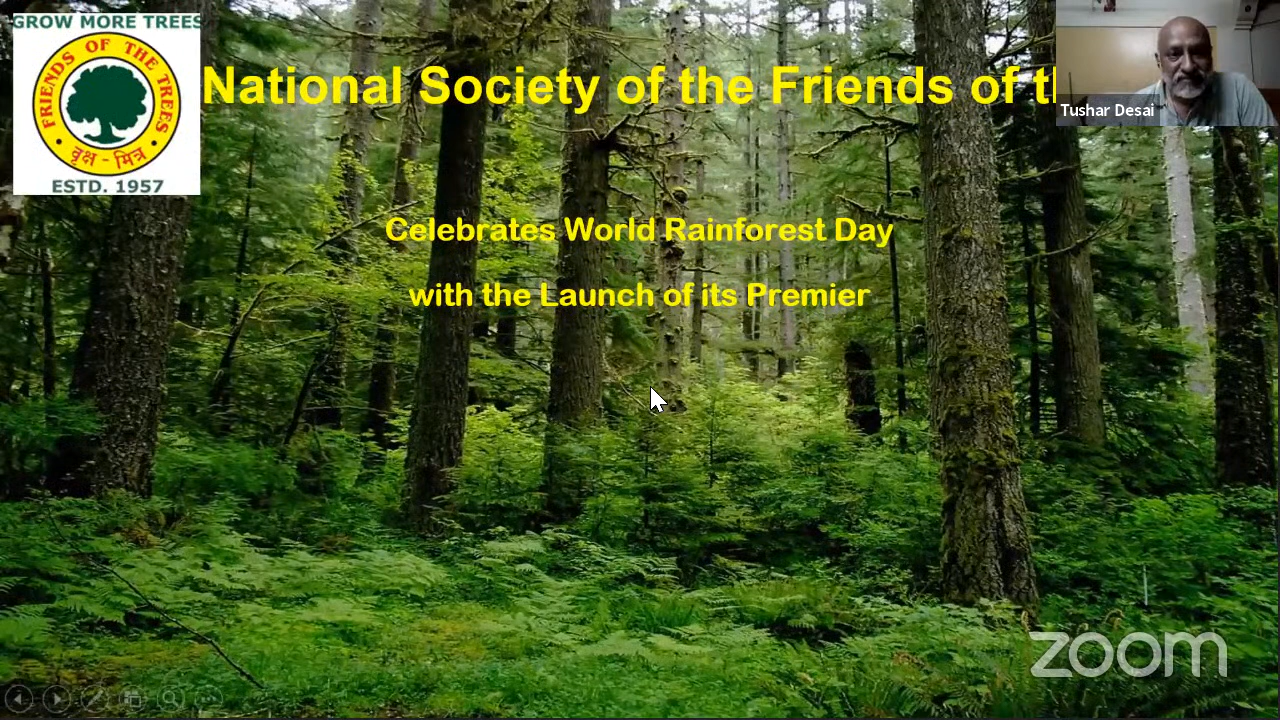 GROW MORE TREES
FRIENDS OF THE TREES
वृक्ष - मित्र
ESTD. 1957
National Society of the Friends of t
Tushar Desai
Celebrates World Rainforest Day
with the Launch of its Premier
zoom